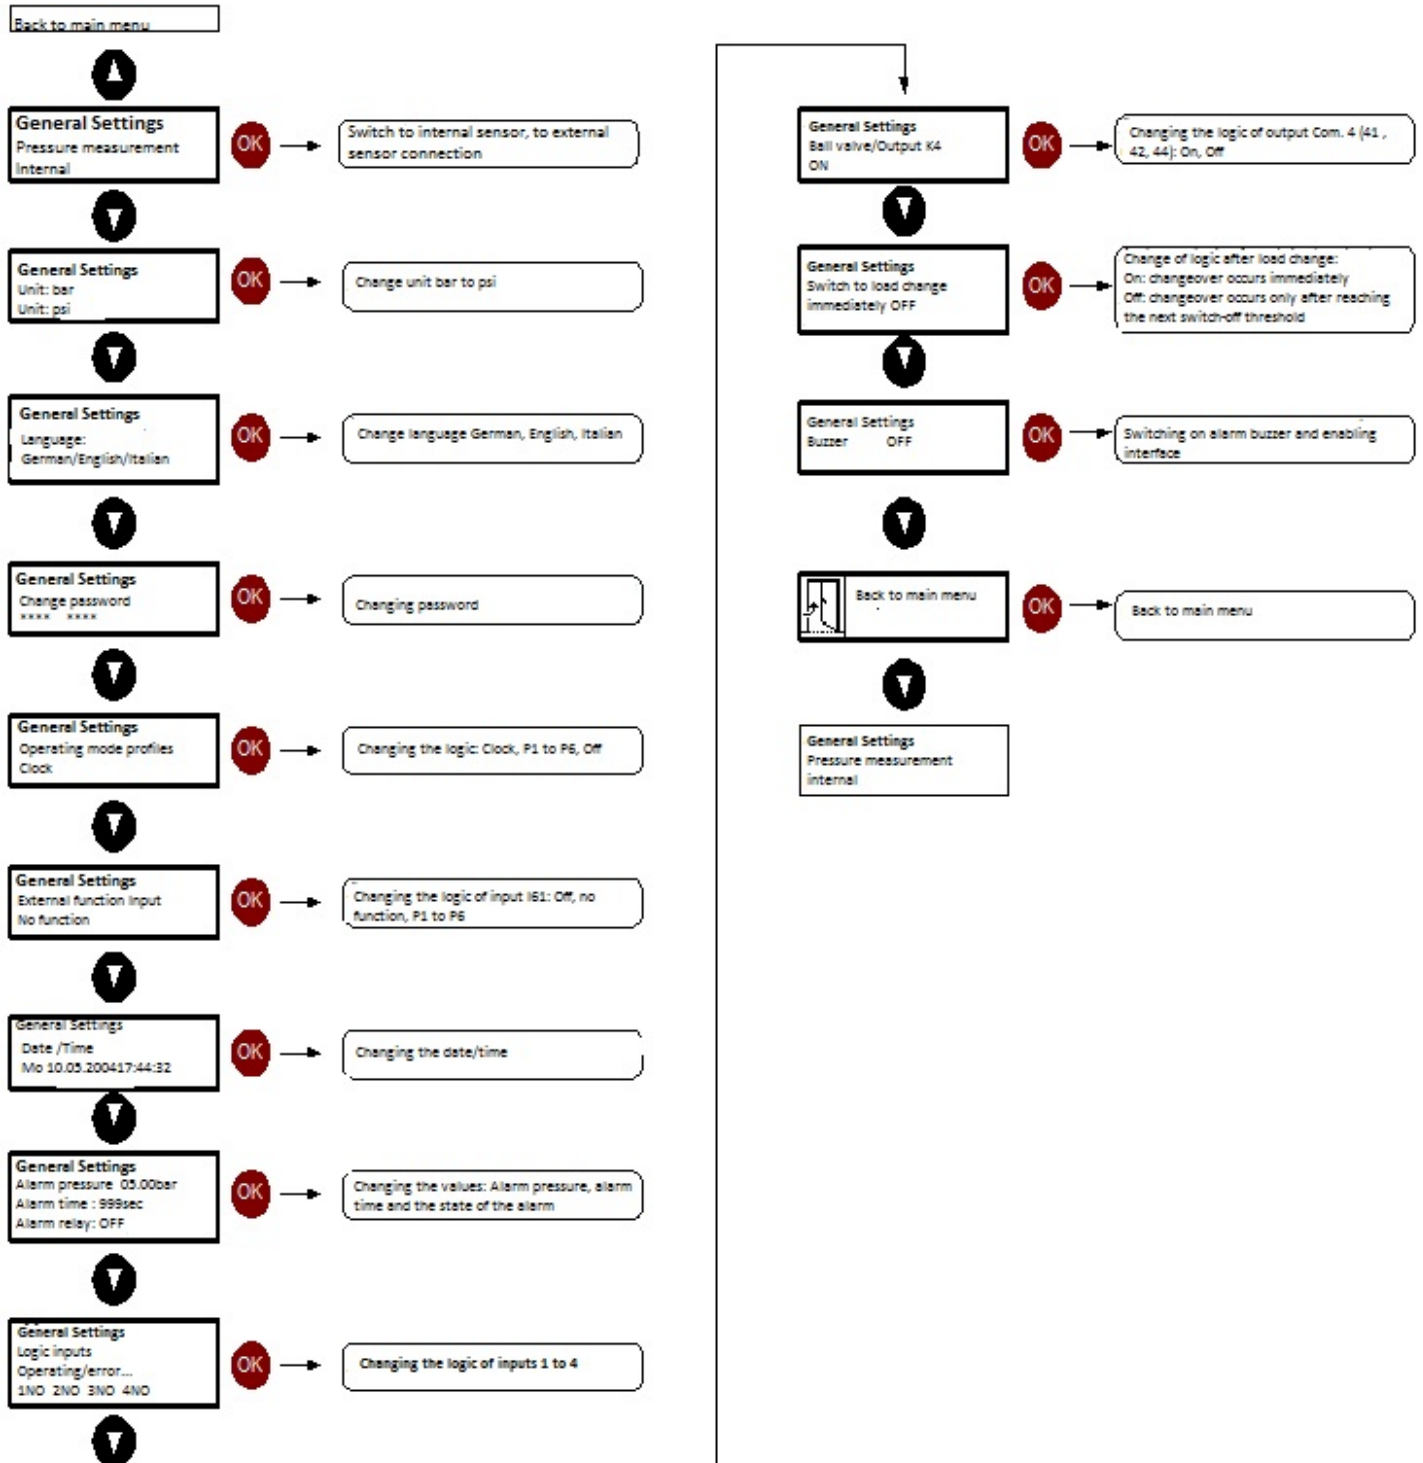 Back to main menu
General Settings
Pressure measurement
Internal
OK
Switch to internal sensor, to external
sensor connection
General Settings
Unit: bar
Unit: psi
OK
Change unit bar to psi
General Settings
Language:
German/English/Italian
OK
Change language German, English, Italian
General Settings
Change password
**** ****
OK
Changing password
General Settings
Operating mode profiles
Clock
OK
Changing the logic: Clock, P1 to P6, Off
General Settings
External function Input
No function
OK
Changing the logic of input I61: Off, no
function, P1 to P6
General Settings
Date /Time
Mo 10.05.200417:44:32
OK
Changing the date/time
General Settings
Alarm pressure 05.00bar
Alarm time : 999sec
Alarm relay: OFF
OK
Changing the values: Alarm pressure, alarm
time and the state of the alarm
General Settings
Logic inputs
Operating/error...
1NO 2NO 3NO 4NO
OK
Changing the logic of inputs 1 to 4
General Settings
Ball valve/Output K4
ON
OK
Changing the logic of output Com. 4 (41 ,
42, 44): On, Off
General Settings
Switch to load change
immediately OFF
OK
Change of logic after load change:
On: changeover occurs immediately
Off: changeover occurs only after reaching
the next switch-off threshold
General Settings
Buzzer OFF
OK
Switching on alarm buzzer and enabling
interface
Back to main menu
OK
Back to main menu
General Settings
Pressure measurement
internal